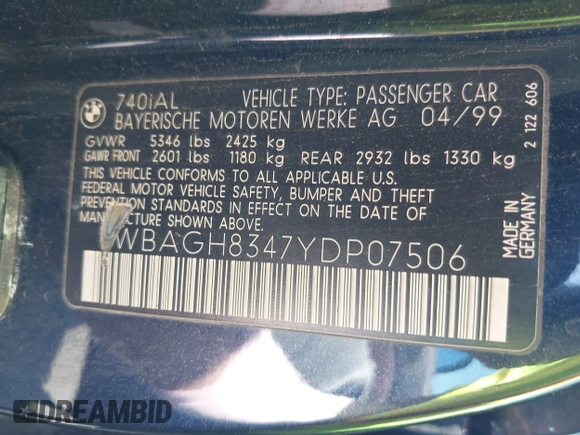 740iAL VEHICLE TYPE: PASSENGER CAR
BAYERISCHE MOTOREN WERKE AG 04/99
GVWR 5346 lbs 2425 kg
GAWR FRONT 2601 lbs 1180 kg REAR 2932 lbs 1330 kg
THIS VEHICLE CONFORMS TO ALL APPLICABLE U.S.
FEDERAL MOTOR VEHICLE SAFETY, BUMPER AND THEFT
PREVENTION STANDARDS IN EFFECT ON THE DATE
OF MANUFACTURE SHOWN ABOVE.
WBAGH8347YDP07506
MADE IN
GERMANY
2 122 606
DREAMBID